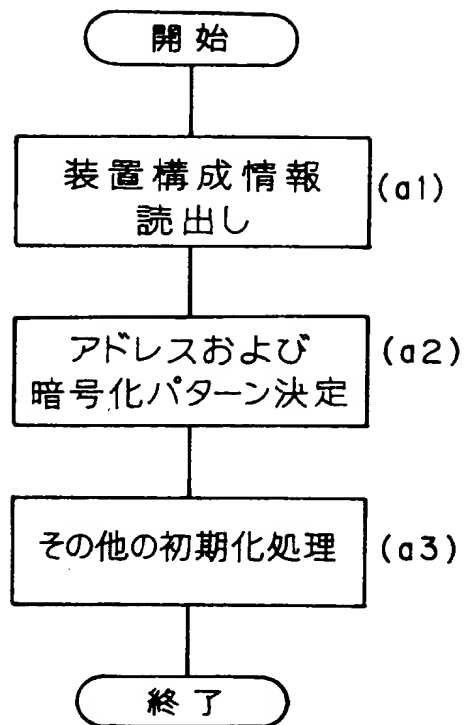 開始
装置構成情報
読出し
(a1)
アドレスおよび
暗号化パターン決定
(a2)
その他の初期化処理
(a3)
終了